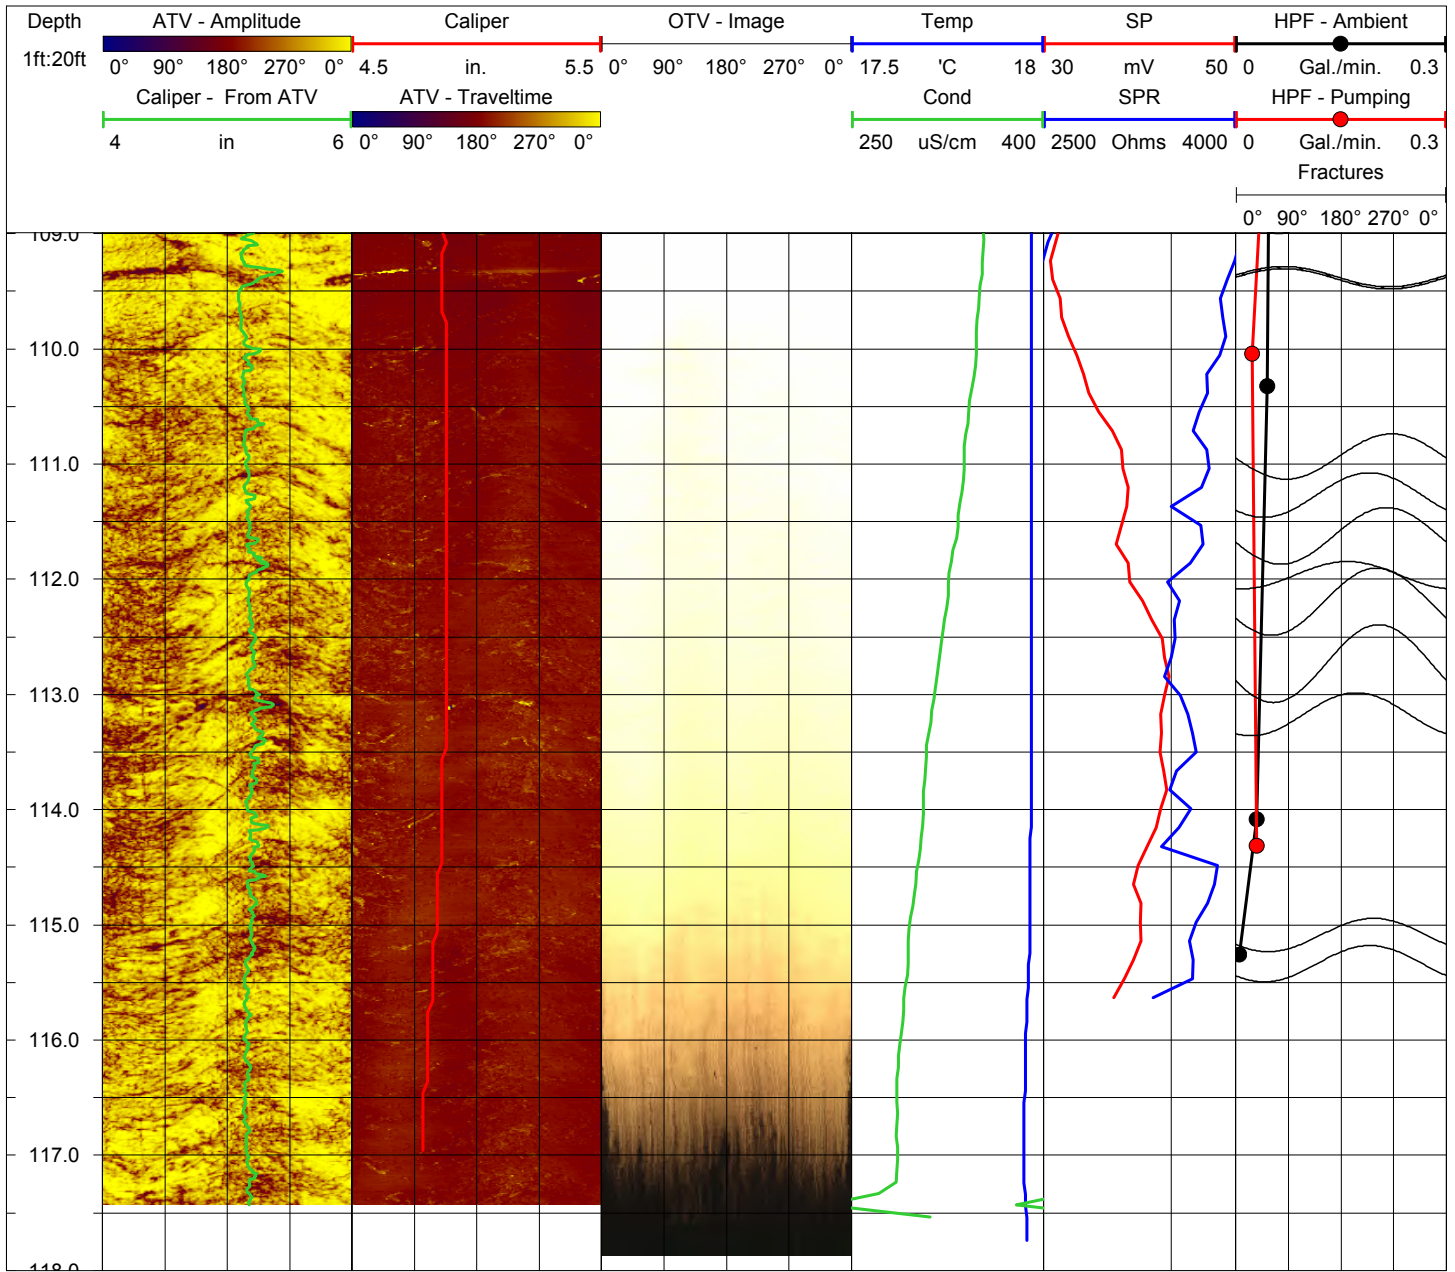 Depth ATV - Amplitude Caliper OTV - Image Temp SP HPF - Ambient
1ft:20ft 0° 90° 180° 270° 0° 4.5 in. 5.5 0° 90° 180° 270° 0° 17.5 'C 18 30 mV 50 0 Gal./min. 0.3
Caliper - From ATV ATV - Traveltime Cond SPR HPF - Pumping
4 in 6 0° 90° 180° 270° 0° 250 uS/cm 400 2500 Ohms 4000 0 Gal./min. 0.3
Fractures
0° 90° 180° 270° 0°
109.0
110.0
111.0
112.0
113.0
114.0
115.0
116.0
117.0
118.0